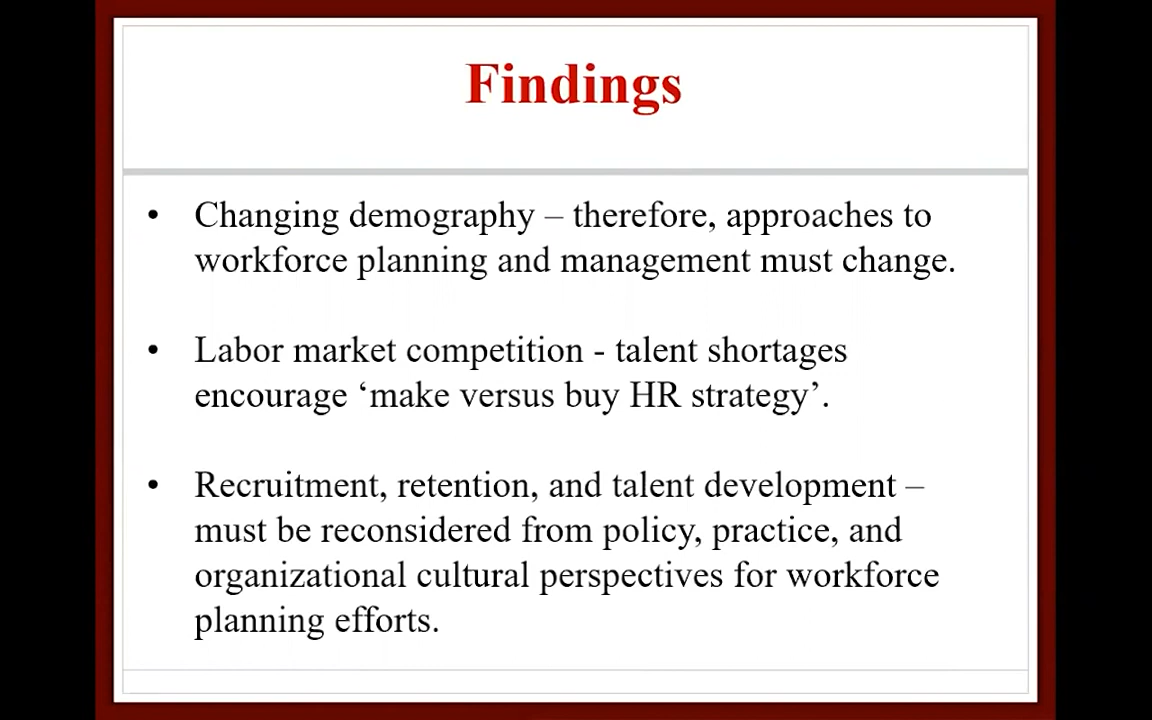 Findings
• Changing demography – therefore, approaches to
workforce planning and management must change.
• Labor market competition - talent shortages
encourage ‘make versus buy HR strategy’.
• Recruitment, retention, and talent development –
must be reconsidered from policy, practice, and
organizational cultural perspectives for workforce
planning efforts.